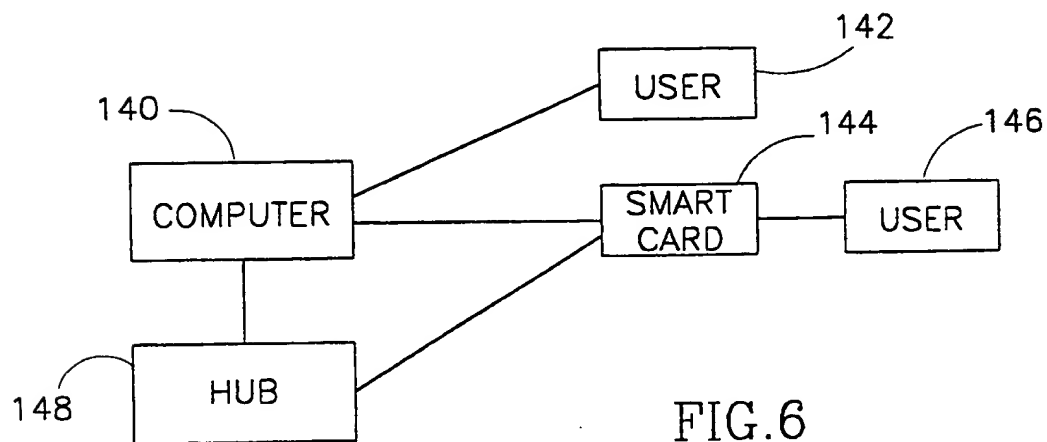 142
USER
140
144
146
COMPUTER
SMART
CARD
USER
148
HUB
FIG.6